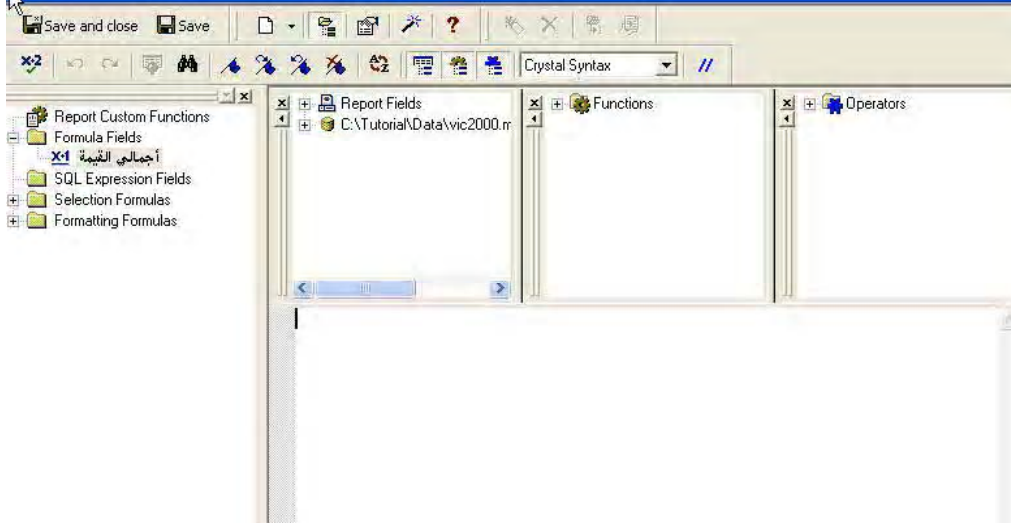 Save and close Save
Crystal Syntax
Report Custom Functions
Formula Fields
أجمالي القيمة
SQL Expression Fields
Selection Formulas
Formatting Formulas
Report Fields
C:\Tutorial\Data\vic2000.m
Functions
Operators